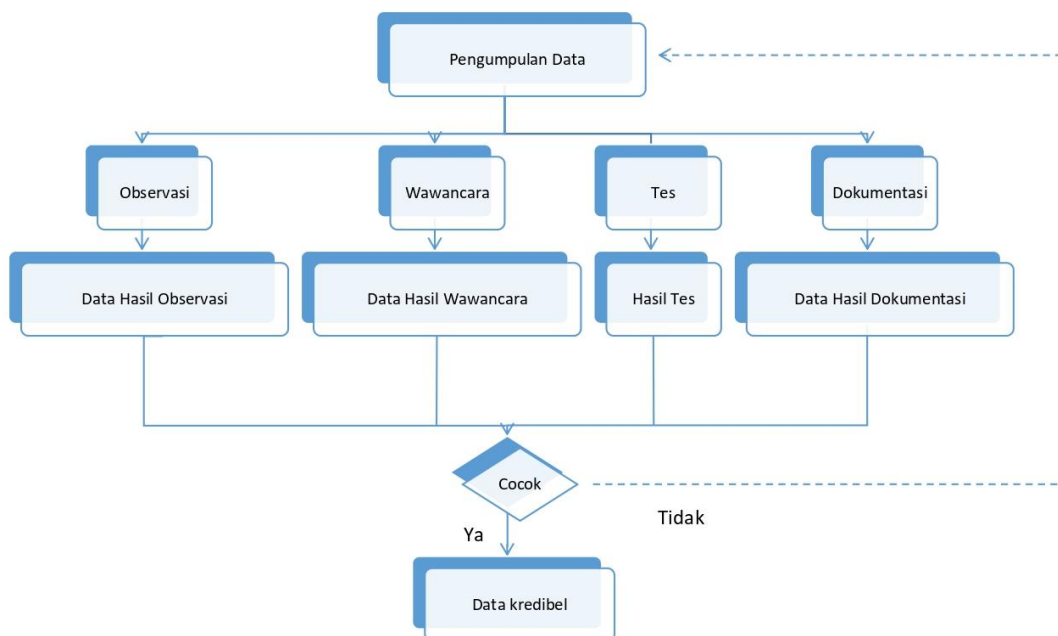 Pengumpulan Data
Observasi
Wawancara
Tes
Dokumentasi
Data Hasil Observasi
Data Hasil Wawancara
Hasil Tes
Data Hasil Dokumentasi
Cocok
Tidak
Ya
Data kredibel